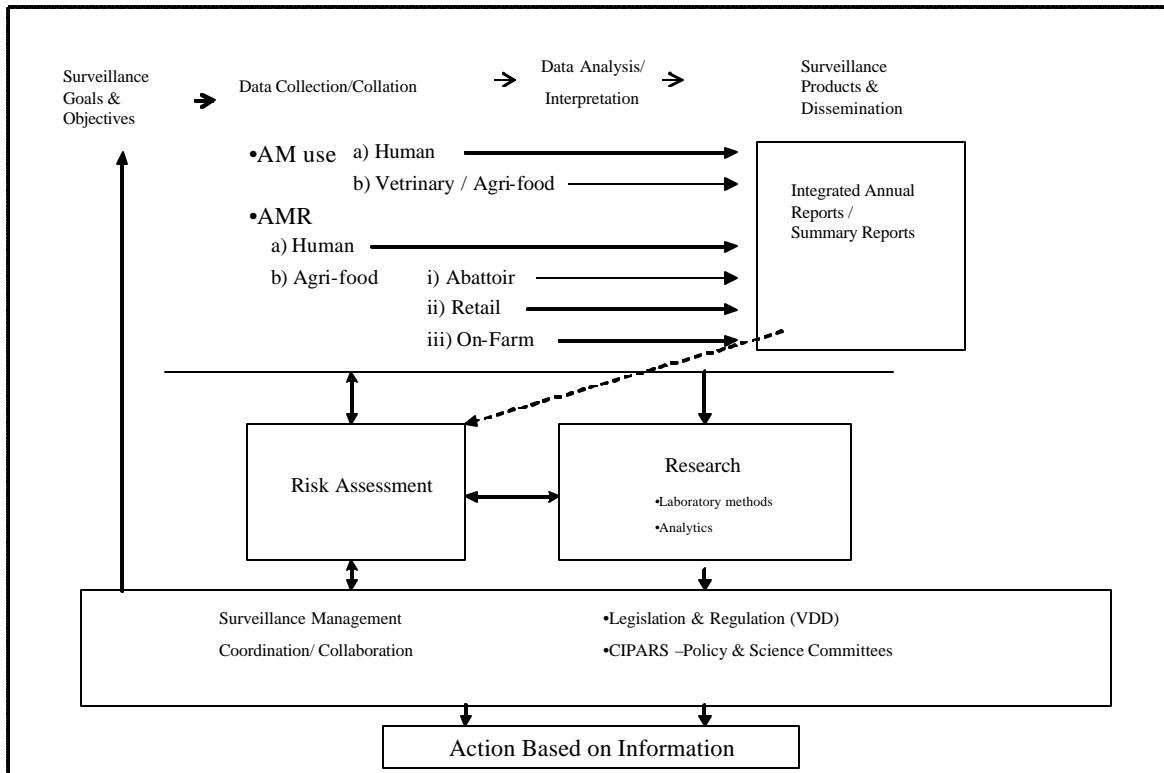 Surveillance
Goals &
Objectives
Data Collection/Collation
Data Analysis/
Interpretation
Surveillance
Products &
Dissemination
•AM use a) Human
b) Vetrinary / Agri-food
•AMR
a) Human
b) Agri-food i) Abattoir
ii) Retail
iii) On-Farm
Integrated Annual
Reports /
Summary Reports
Risk Assessment
Research
•Laboratory methods
•Analytics
Surveillance Management
Coordination/ Collaboration
•Legislation & Regulation (VDD)
•CIPARS –Policy & Science Committees
Action Based on Information